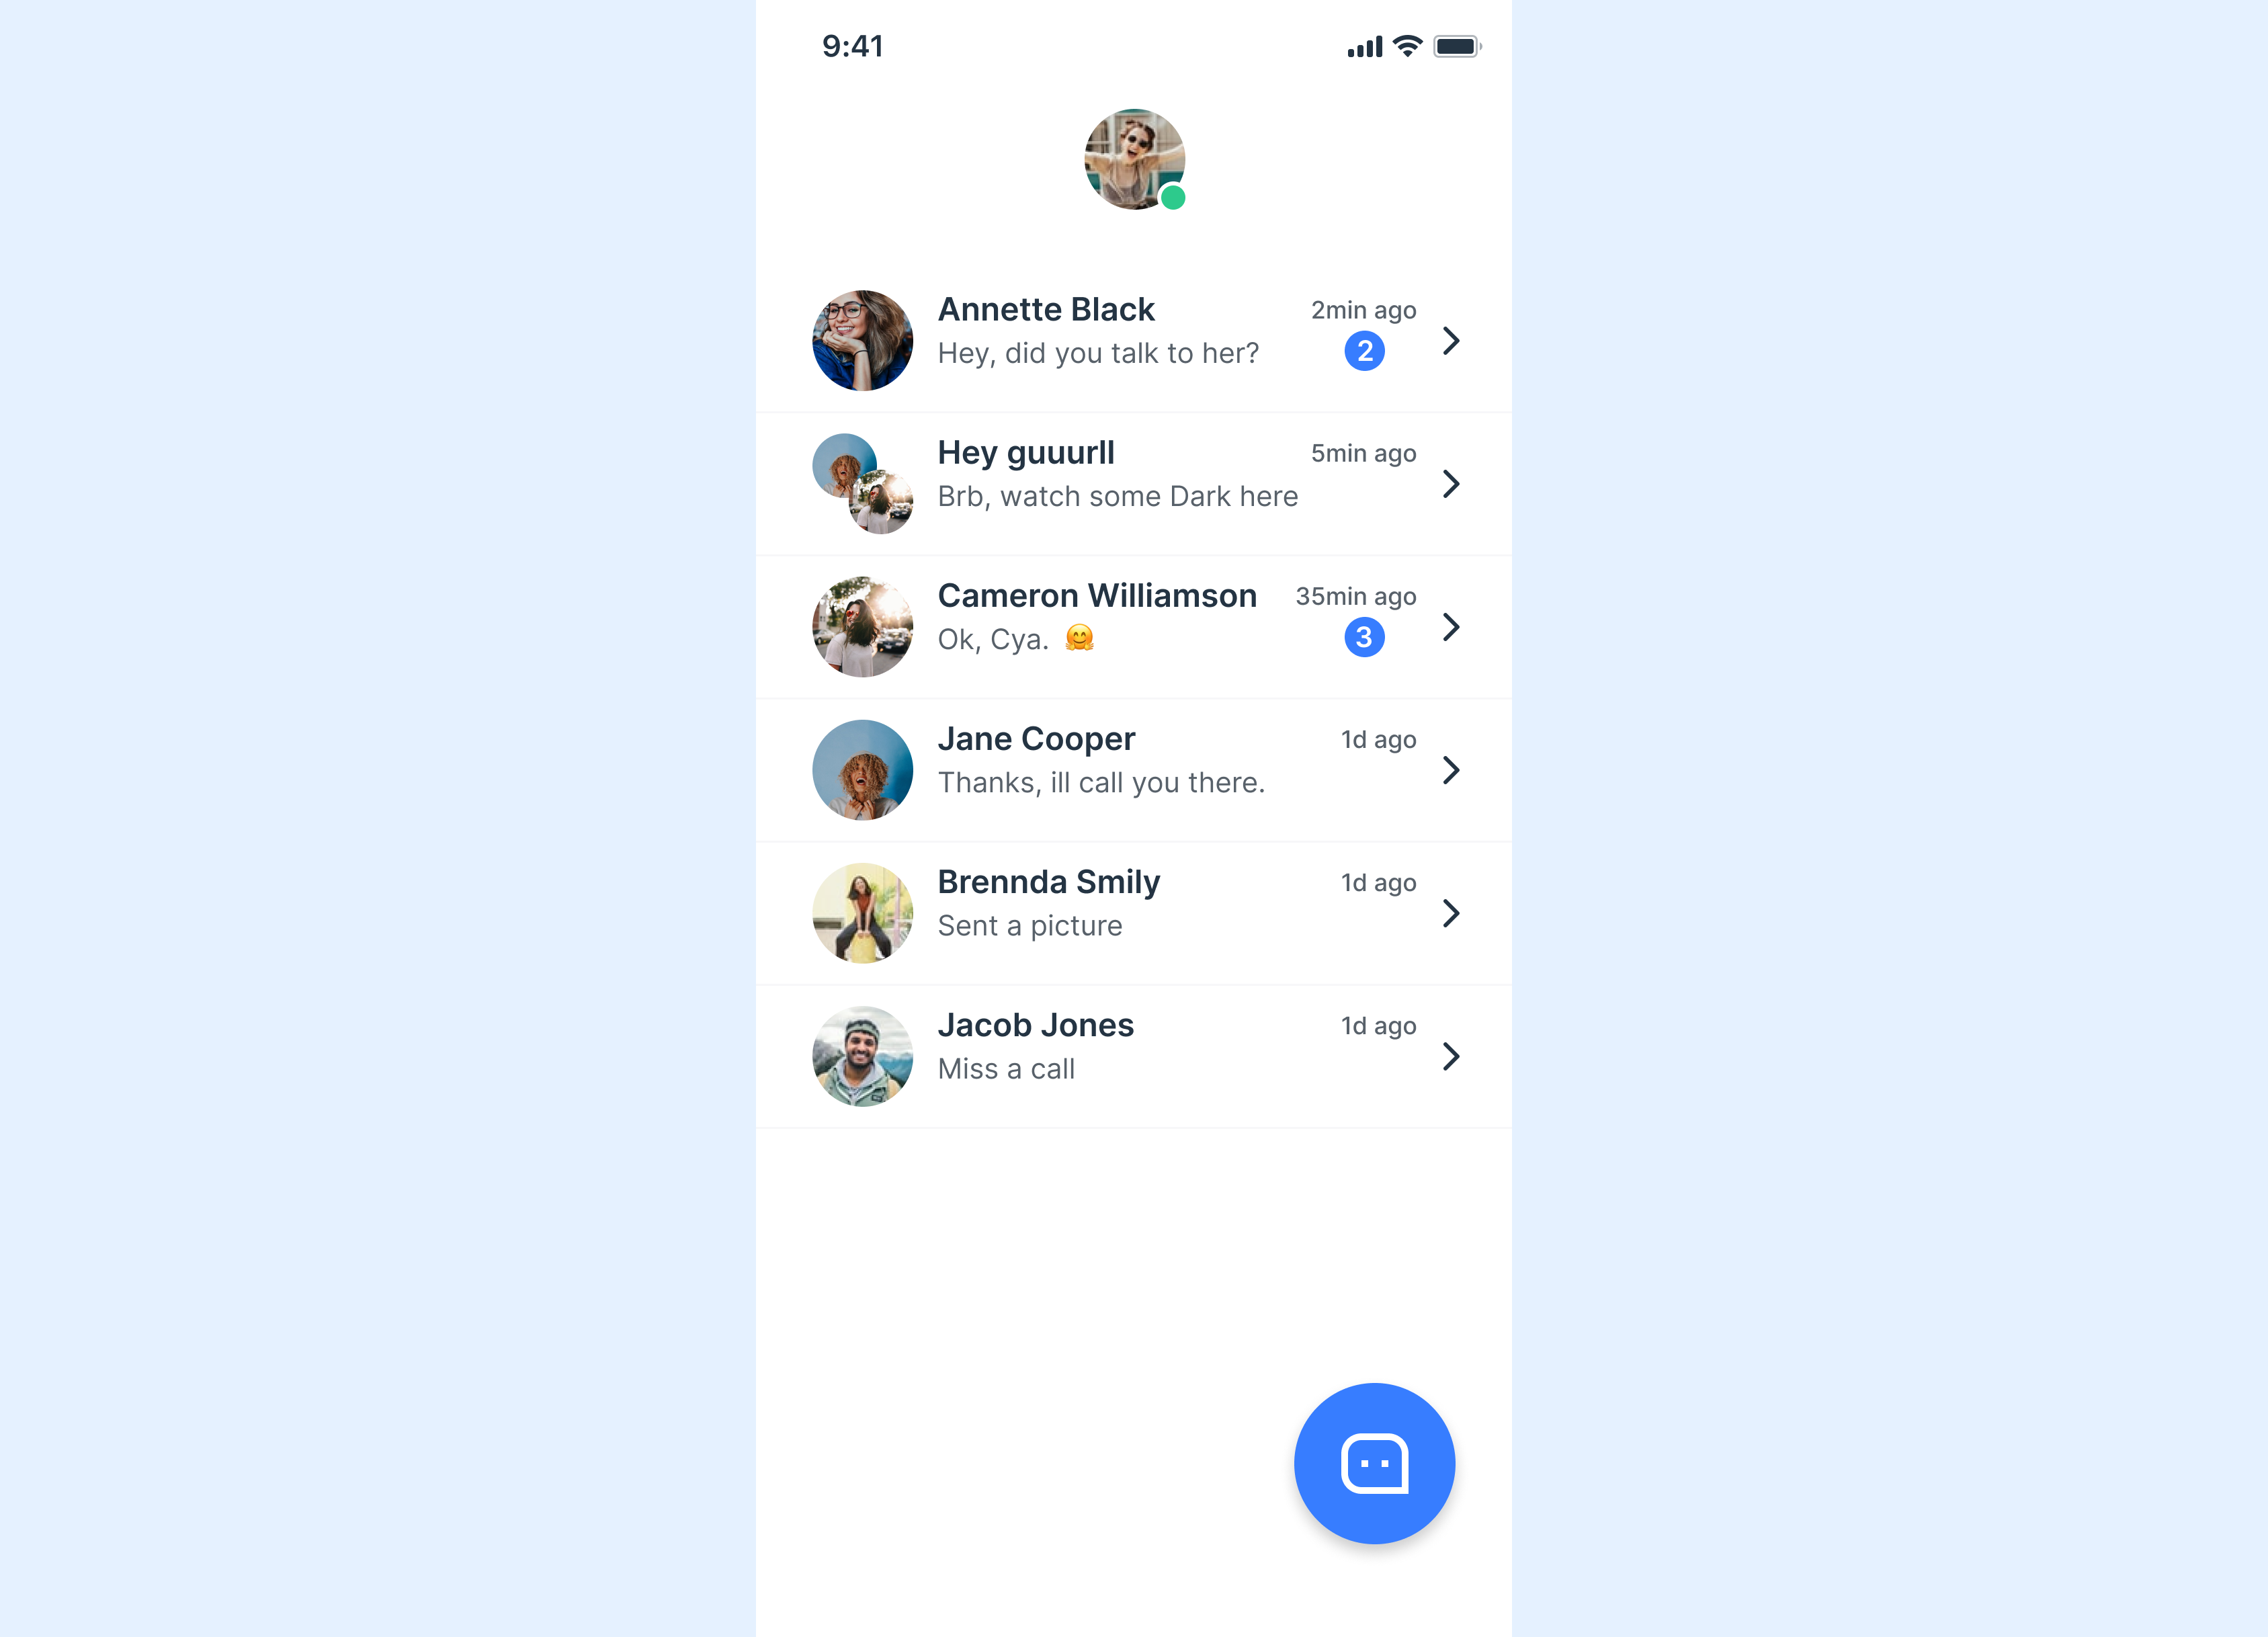 9:41
Annette Black 2min ago
Hey, did you talk to her? 2
Hey guuurll 5min ago
Brb, watch some Dark here
Cameron Williamson 35min ago
Ok, Cya. 🤗 3
Jane Cooper 1d ago
Thanks, ill call you there.
Brennda Smily 1d ago
Sent a picture
Jacob Jones 1d ago
Miss a call